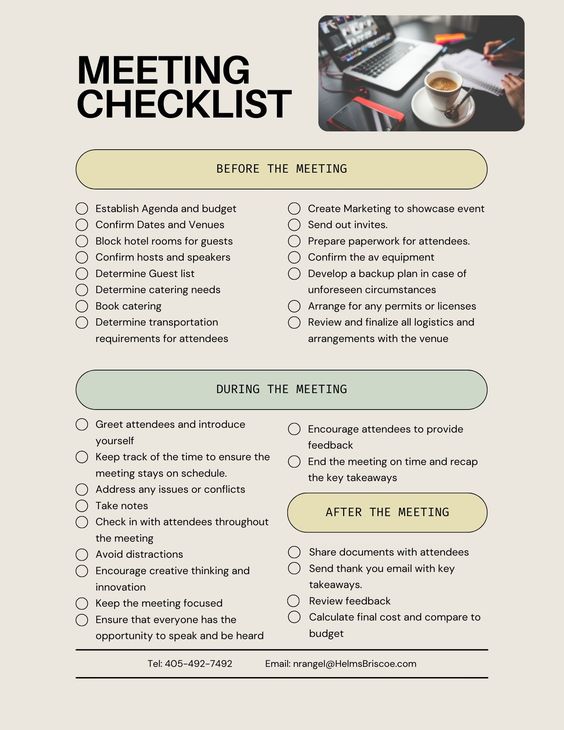 MEETING
CHECKLIST
BEFORE THE MEETING
Establish Agenda and budget
Confirm Dates and Venues
Block hotel rooms for guests
Confirm hosts and speakers
Determine Guest list
Determine catering needs
Book catering
Determine transportation
requirements for attendees
Create Marketing to showcase event
Send out invites.
Prepare paperwork for attendees.
Confirm the av equipment
Develop a backup plan in case of
unforeseen circumstances
Arrange for any permits or licenses
Review and finalize all logistics and
arrangements with the venue
DURING THE MEETING
Greet attendees and introduce
yourself
Keep track of the time to ensure the
meeting stays on schedule.
Address any issues or conflicts
Take notes
Check in with attendees throughout
the meeting
Avoid distractions
Encourage creative thinking and
innovation
Keep the meeting focused
Ensure that everyone has the
opportunity to speak and be heard
Encourage attendees to provide
feedback
End the meeting on time and recap
the key takeaways
AFTER THE MEETING
Share documents with attendees
Send thank you email with key
takeaways.
Review feedback
Calculate final cost and compare to
budget
Tel: 405-492-7492 Email: nrangel@HelmsBriscoe.com